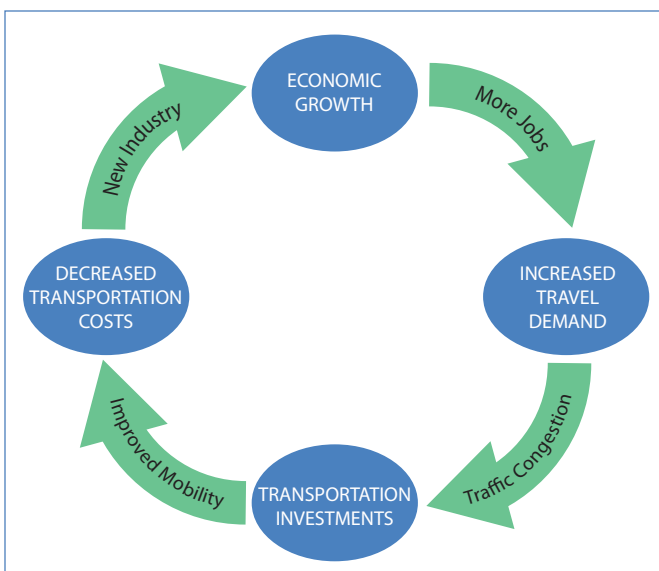 ECONOMIC
GROWTH
More Jobs
INCREASED
TRAVEL
DEMAND
Traffic Congestion
TRANSPORTATION
INVESTMENTS
Improved Mobility
DECREASED
TRANSPORTATION
COSTS
New Industry